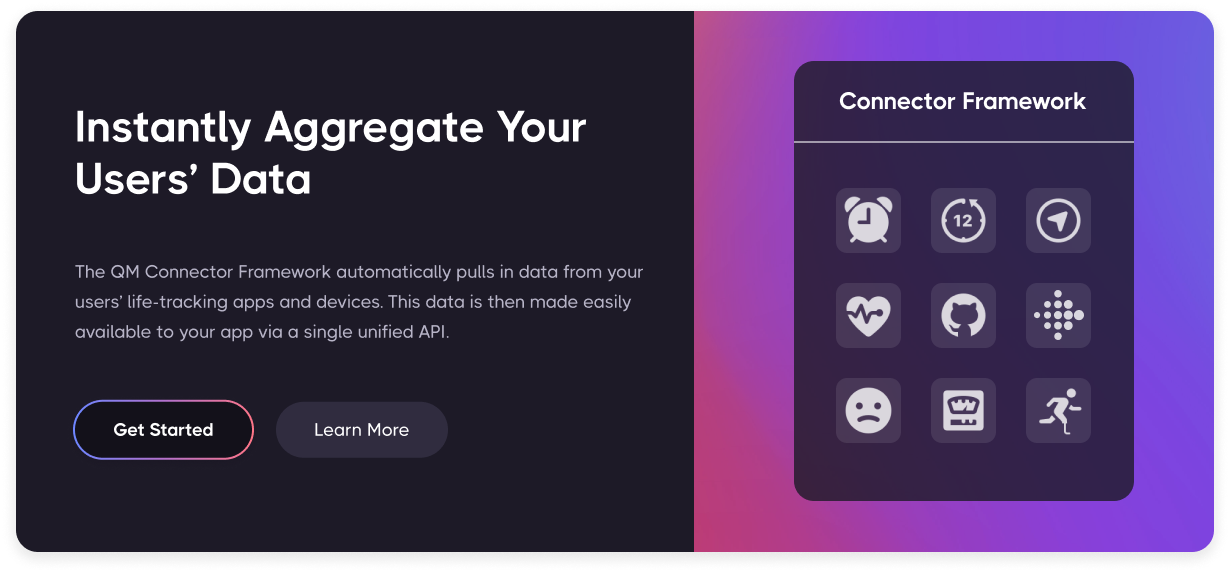 Instantly Aggregate Your
Users’ Data
The QM Connector Framework automatically pulls in data from your
users’ life-tracking apps and devices. This data is then made easily
available to your app via a single unified API.
Get Started
Learn More
Connector Framework
12